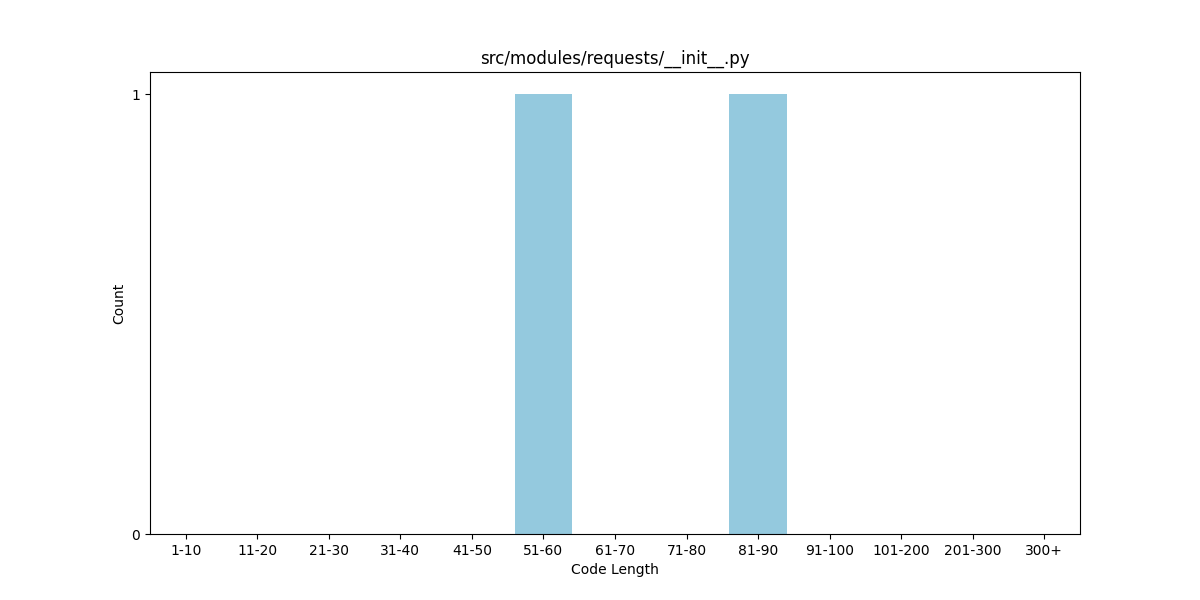 src/modules/requests/__init__.py
Count
1
0
1-10 11-20 21-30 31-40 41-50 51-60 61-70 71-80 81-90 91-100 101-200 201-300 300+
Code Length